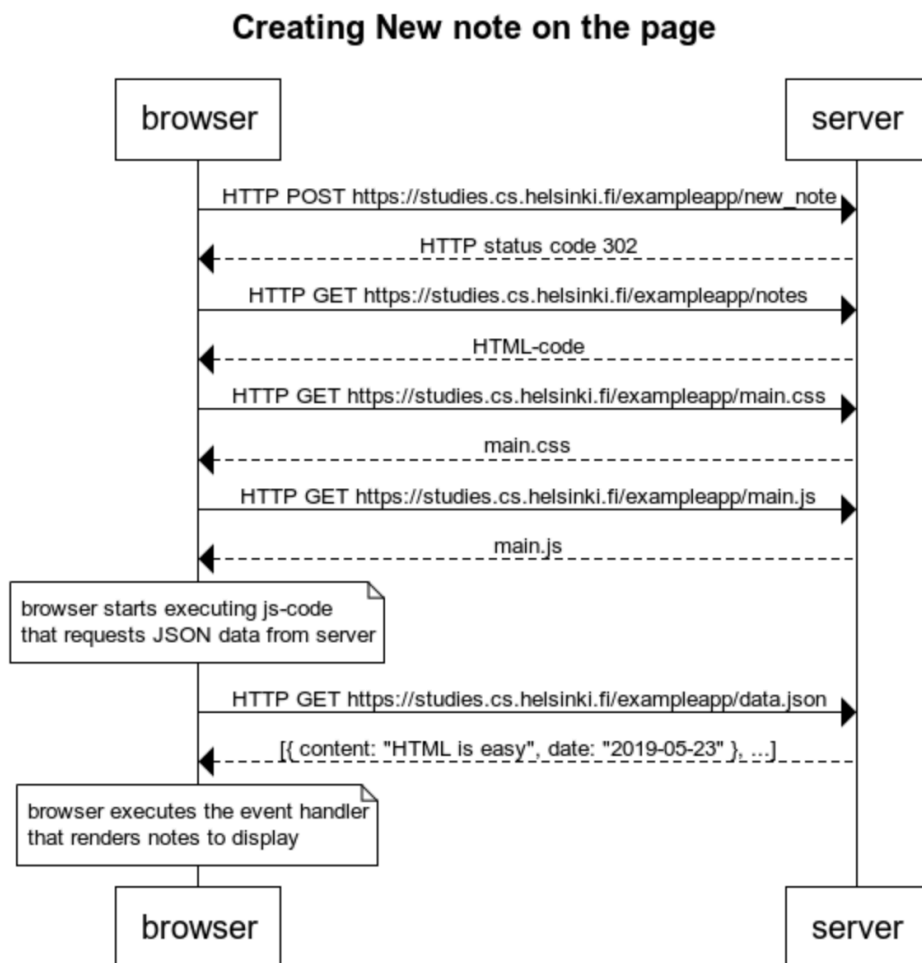 Creating New note on the page
browser
server
HTTP POST https://studies.cs.helsinki.fi/exampleapp/new_note
HTTP status code 302
HTTP GET https://studies.cs.helsinki.fi/exampleapp/notes
HTML-code
HTTP GET https://studies.cs.helsinki.fi/exampleapp/main.css
main.css
HTTP GET https://studies.cs.helsinki.fi/exampleapp/main.js
main.js
browser starts executing js-code
that requests JSON data from server
HTTP GET https://studies.cs.helsinki.fi/exampleapp/data.json
[{ content: "HTML is easy", date: "2019-05-23" }, ...]
browser executes the event handler
that renders notes to display
browser
server